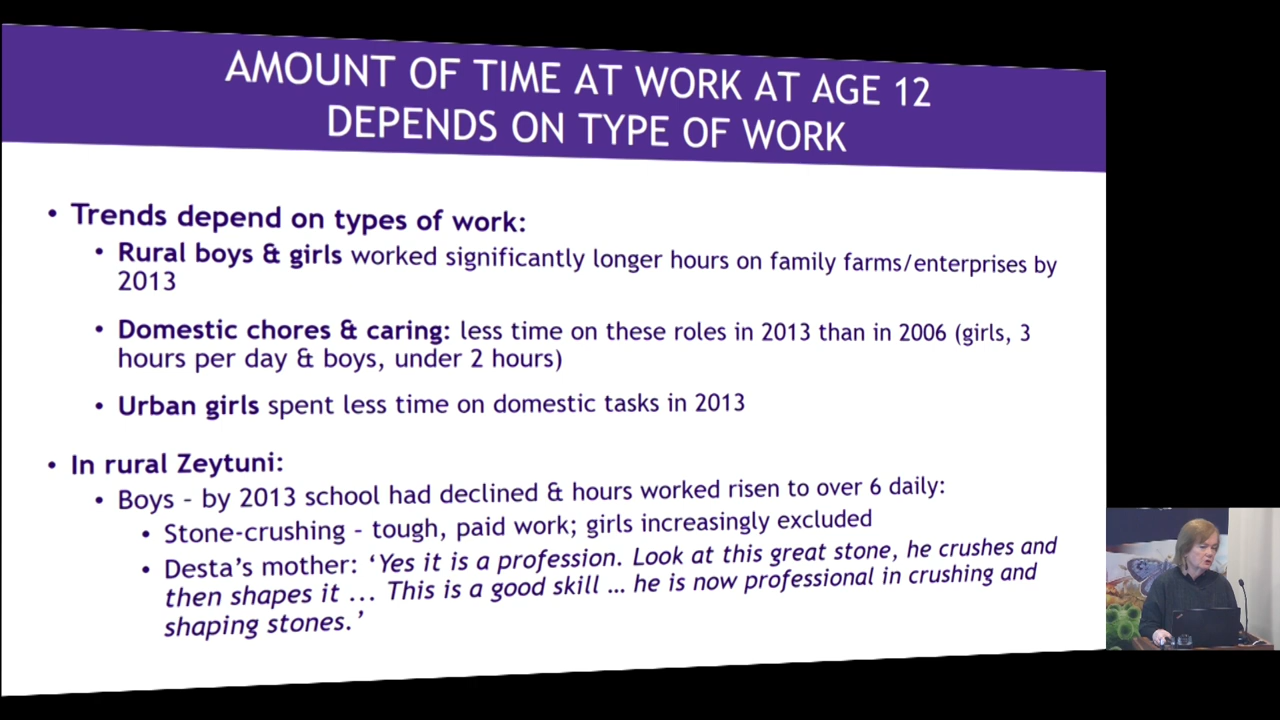 AMOUNT OF TIME AT WORK AT AGE 12
DEPENDS ON TYPE OF WORK
• Trends depend on types of work:
• Rural boys & girls worked significantly longer hours on family farms/enterprises by
2013
• Domestic chores & caring: less time on these roles in 2013 than in 2006 (girls, 3
hours per day & boys, under 2 hours)
• Urban girls spent less time on domestic tasks in 2013
• In rural Zeytuni:
• Boys - by 2013 school had declined & hours worked risen to over 6 daily:
• Stone-crushing - tough, paid work; girls increasingly excluded
• Desta's mother: 'Yes it is a profession. Look at this great stone, he crushes and
then shapes it ... This is a good skill … he is now professional in crushing and
shaping stones.'